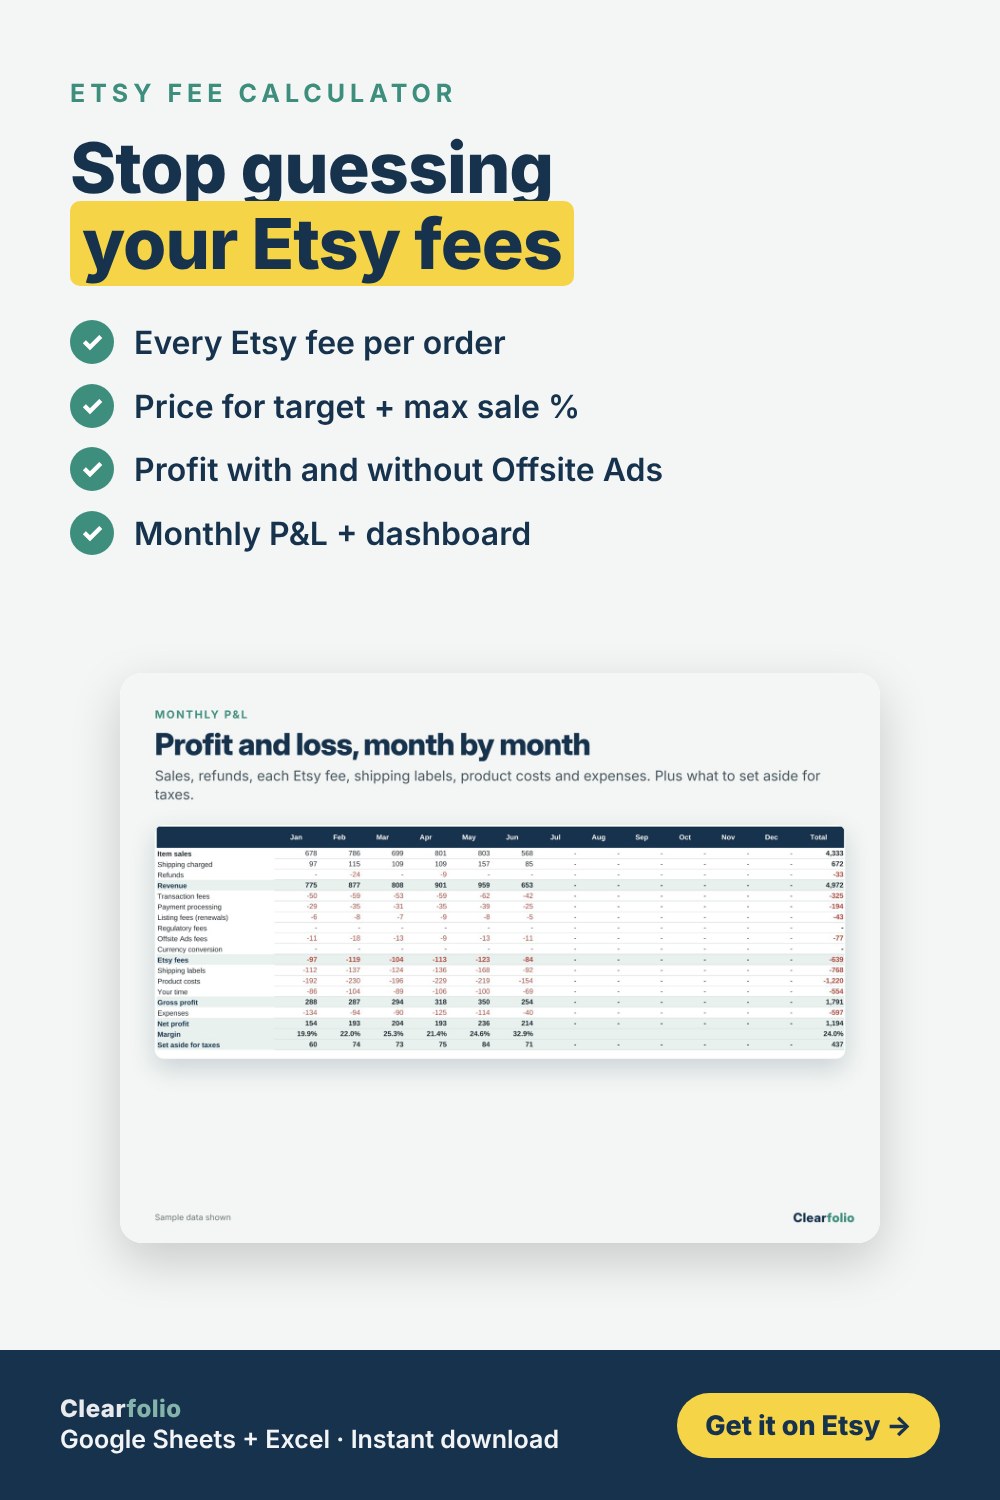 ETSY FEE CALCULATOR
Stop guessing
your Etsy fees
Every Etsy fee per order
Price for target + max sale %
Profit with and without Offsite Ads
Monthly P&L + dashboard
MONTHLY P&L
Profit and loss, month by month
Sales, refunds, each Etsy fee, shipping labels, product costs and expenses. Plus what to set aside for
taxes.
Jan Feb Mar Apr May Jun Jul Aug Sep Oct Nov Dec Total
Item sales 678 786 699 801 803 568 - - - - - - 4,333
Shipping charged 97 115 109 109 157 85 - - - - - - 672
Refunds - -24 - -9 - - - - - - - - -33
Revenue 775 877 808 901 959 653 - - - - - - 4,972
Transaction fees -50 -59 -53 -59 -62 -42 - - - - - - -325
Payment processing -29 -35 -31 -35 -39 -25 - - - - - - -194
Listing fees (renewals) -6 -8 -7 -9 -8 -5 - - - - - - -43
Regulatory fees - - - - - - - - - - - - -
Offsite Ads fees -11 -18 -13 -9 -13 -11 - - - - - - -77
Currency conversion - - - - - - - - - - - - -
Etsy fees -97 -119 -104 -113 -123 -84 - - - - - - -639
Shipping labels -112 -137 -124 -136 -168 -92 - - - - - - -768
Product costs -192 -230 -196 -229 -219 -154 - - - - - - -1,220
Your time -86 -104 -89 -106 -100 -69 - - - - - - -554
Gross profit 288 287 294 318 350 254 - - - - - - 1,791
Expenses -134 -94 -90 -125 -114 -40 - - - - - - -597
Net profit 154 193 204 193 236 214 - - - - - - 1,194
Margin 19.9% 22.0% 25.3% 21.4% 24.6% 32.9% - - - - - - 24.0%
Set aside for taxes 60 74 73 75 84 71 - - - - - - 437
Sample data shown
Clearfolio
Clearfolio
Google Sheets + Excel · Instant download
Get it on Etsy →